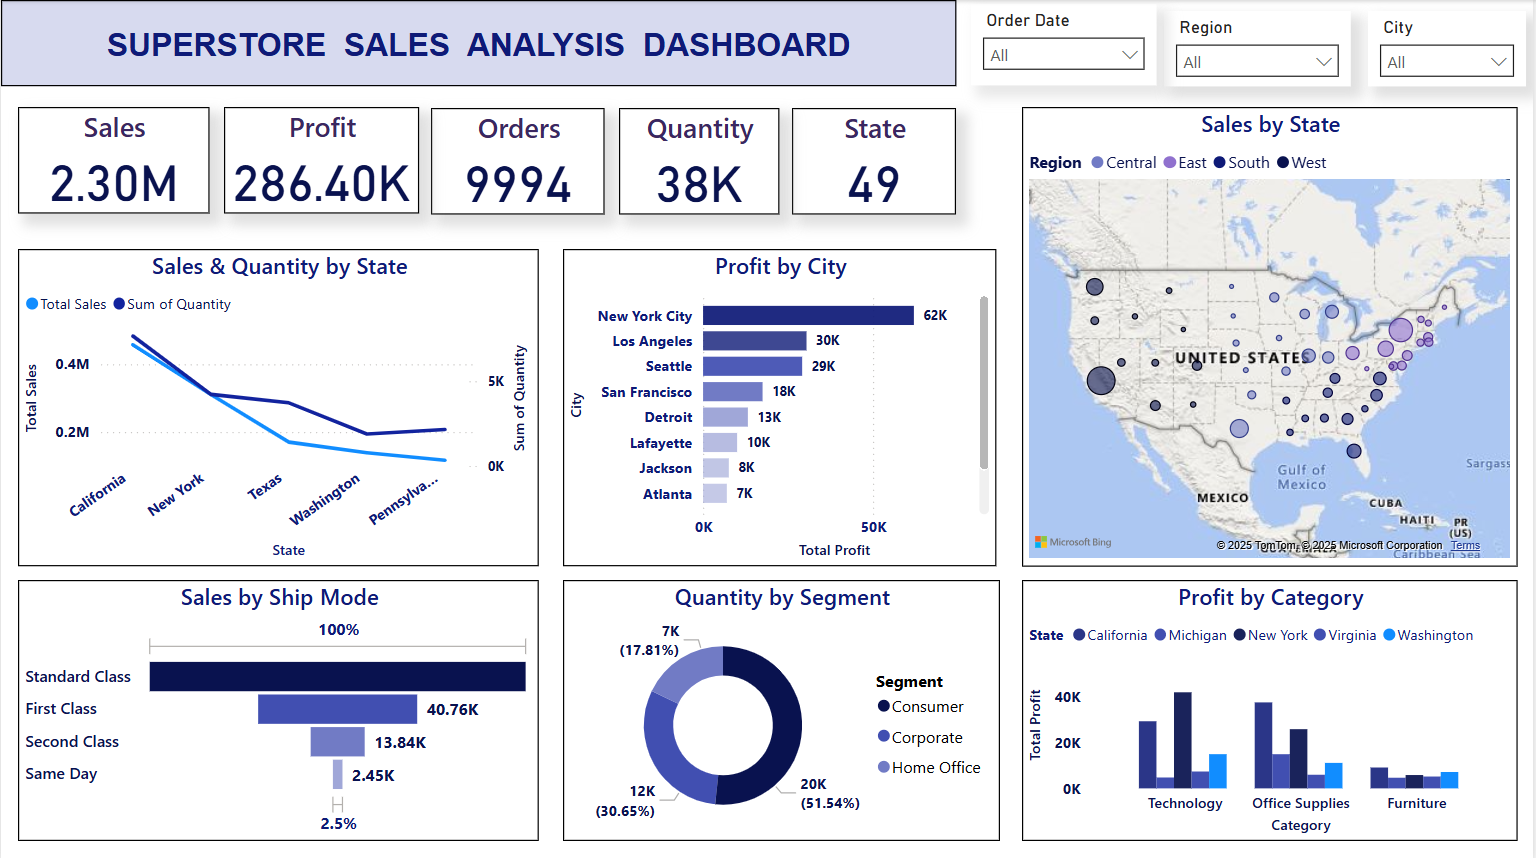 SUPERSTORE SALES ANALYSIS DASHBOARD
Order Date
All
Region
All
City
All
Sales
2.30M
Profit
286.40K
Orders
9994
Quantity
38K
State
49
Sales by State
Region Central East South West
UNITED STATES
Gulf of
Mexico
Sargass
MEXICO
CUBA
HAITI
PR
(US)
Microsoft Bing
© 2025 TomTom, © 2025 Microsoft Corporation Terms
Caribbean Sea
Sales & Quantity by State
Total Sales Sum of Quantity
Total Sales
0.4M
0.2M
5K
0K
Sum of Quantity
California
New York
Texas
Washington
Pennsylva...
State
Profit by City
City
New York City 62K
Los Angeles 30K
Seattle 29K
San Francisco 18K
Detroit 13K
Lafayette 10K
Jackson 8K
Atlanta 7K
0K 50K
Total Profit
Sales by Ship Mode
100%
Standard Class
First Class 40.76K
Second Class 13.84K
Same Day 2.45K
2.5%
Quantity by Segment
7K
(17.81%)
12K
(30.65%)
20K
(51.54%)
Segment
Consumer
Corporate
Home Office
Profit by Category
State California Michigan New York Virginia Washington
Total Profit
40K
20K
0K
Technology Office Supplies Furniture
Category